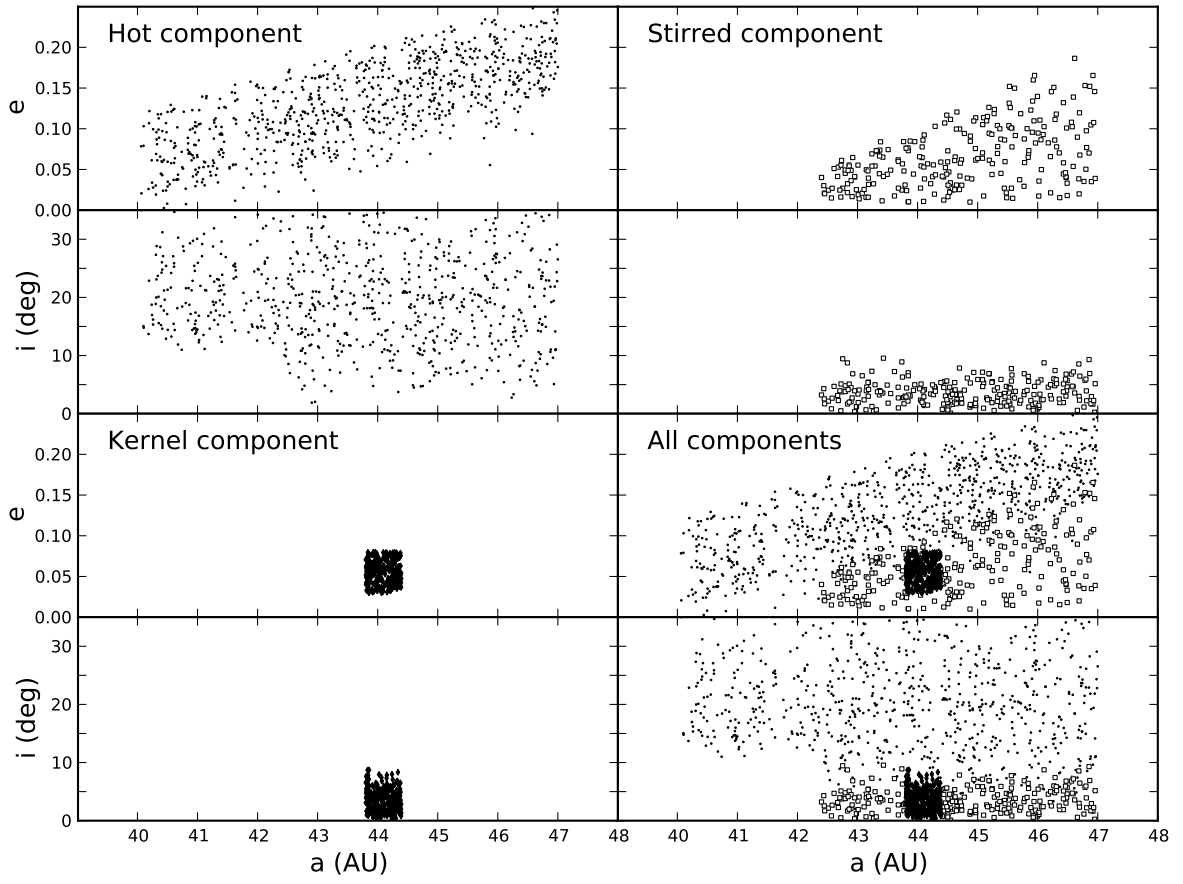 Hot component
Stirred component
0.20
0.15
e
0.10
0.05
0.00
30
i (deg)
20
10
0
Kernel component
All components
0.20
0.15
e
0.10
0.05
0.00
30
i (deg)
20
10
0
40 41 42 43 44 45 46 47 48
40 41 42 43 44 45 46 47 48
a (AU)
a (AU)